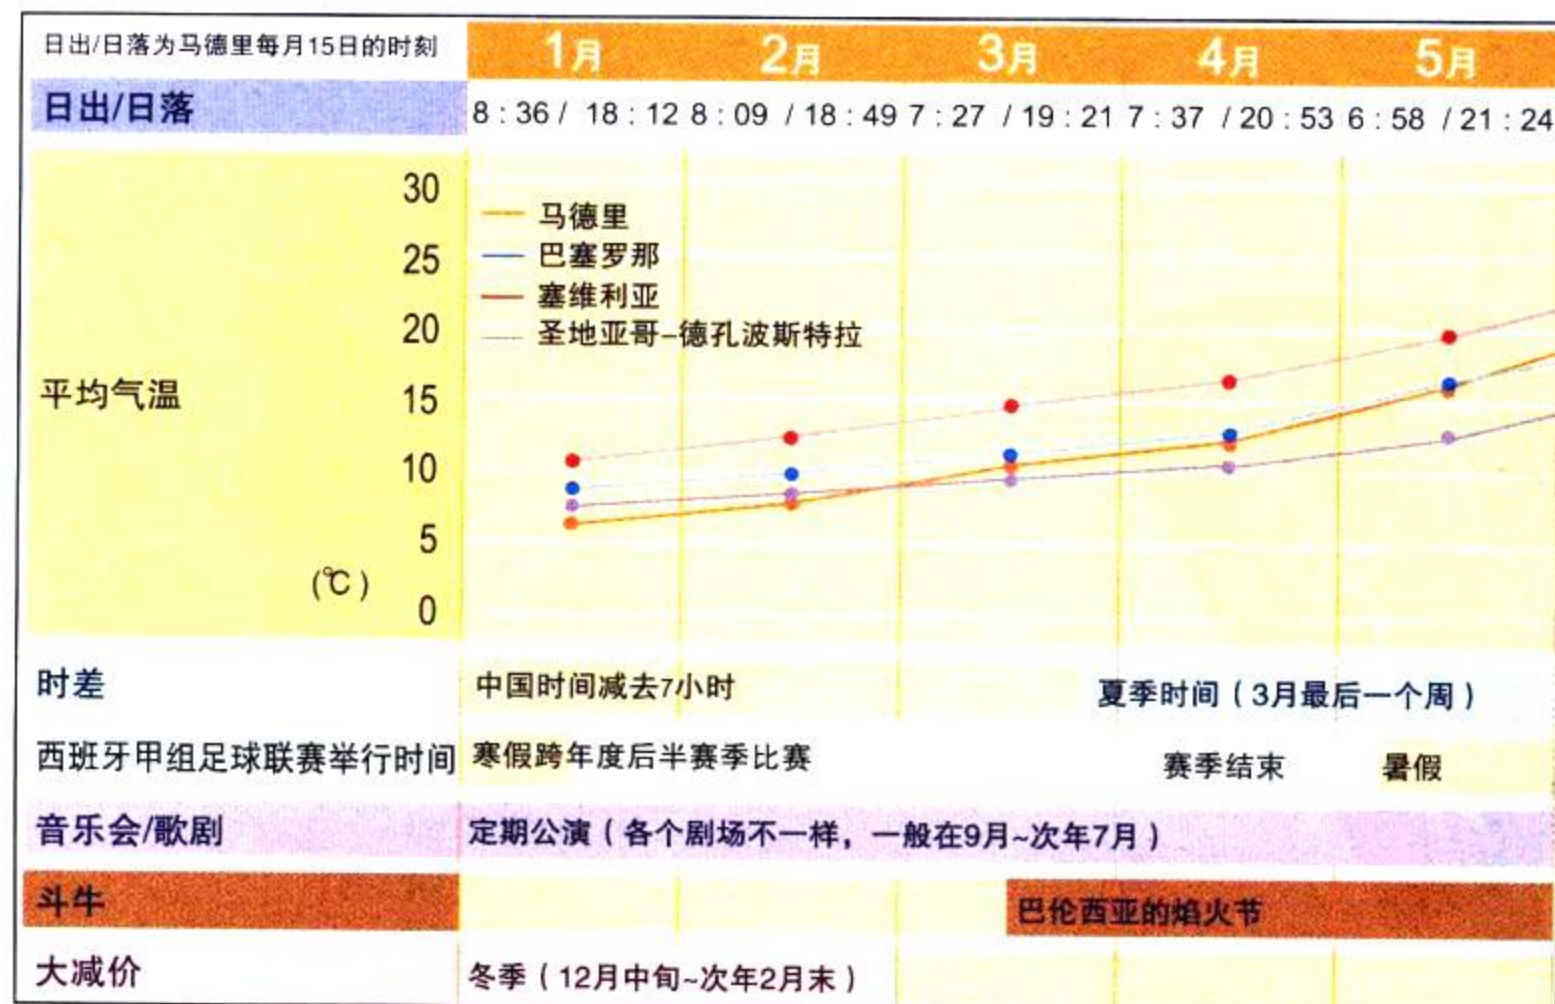 日出/日落为马德里每月15日的时刻
1月 2月 3月 4月 5月
日出/日落 8:36 / 18:12 8:09 / 18:49 7:27 / 19:21 7:37 / 20:53 6:58 / 21:24
30
马德里
25
巴塞罗那
塞维利亚
20
圣地亚哥-德孔波斯特拉
平均气温
15
10
5
(℃)
0
时差 中国时间减去7小时 夏季时间（3月最后一个周）
西班牙甲组足球联赛举行时间 寒假跨年度后半赛季比赛 赛季结束 暑假
音乐会/歌剧 定期公演（各个剧场不一样，一般在9月~次年7月）
斗牛 巴伦西亚的焰火节
大减价 冬季（12月中旬~次年2月末）